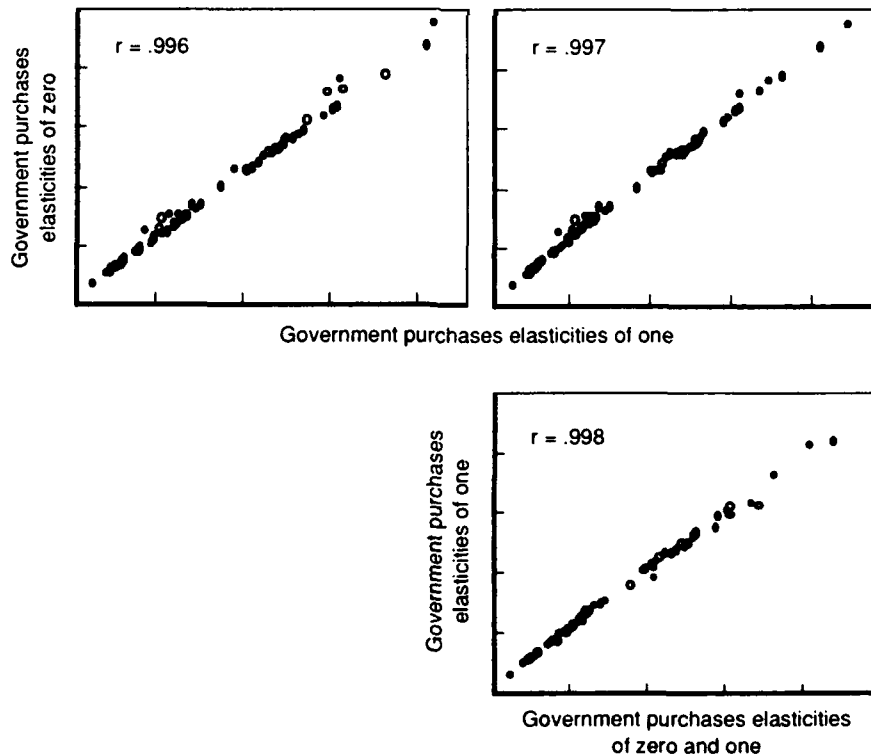 r = .996
r = .997
Government purchases
elasticities of zero
Government purchases elasticities of one
r = .998
Government purchases
elasticities of one
Government purchases elasticities
of zero and one